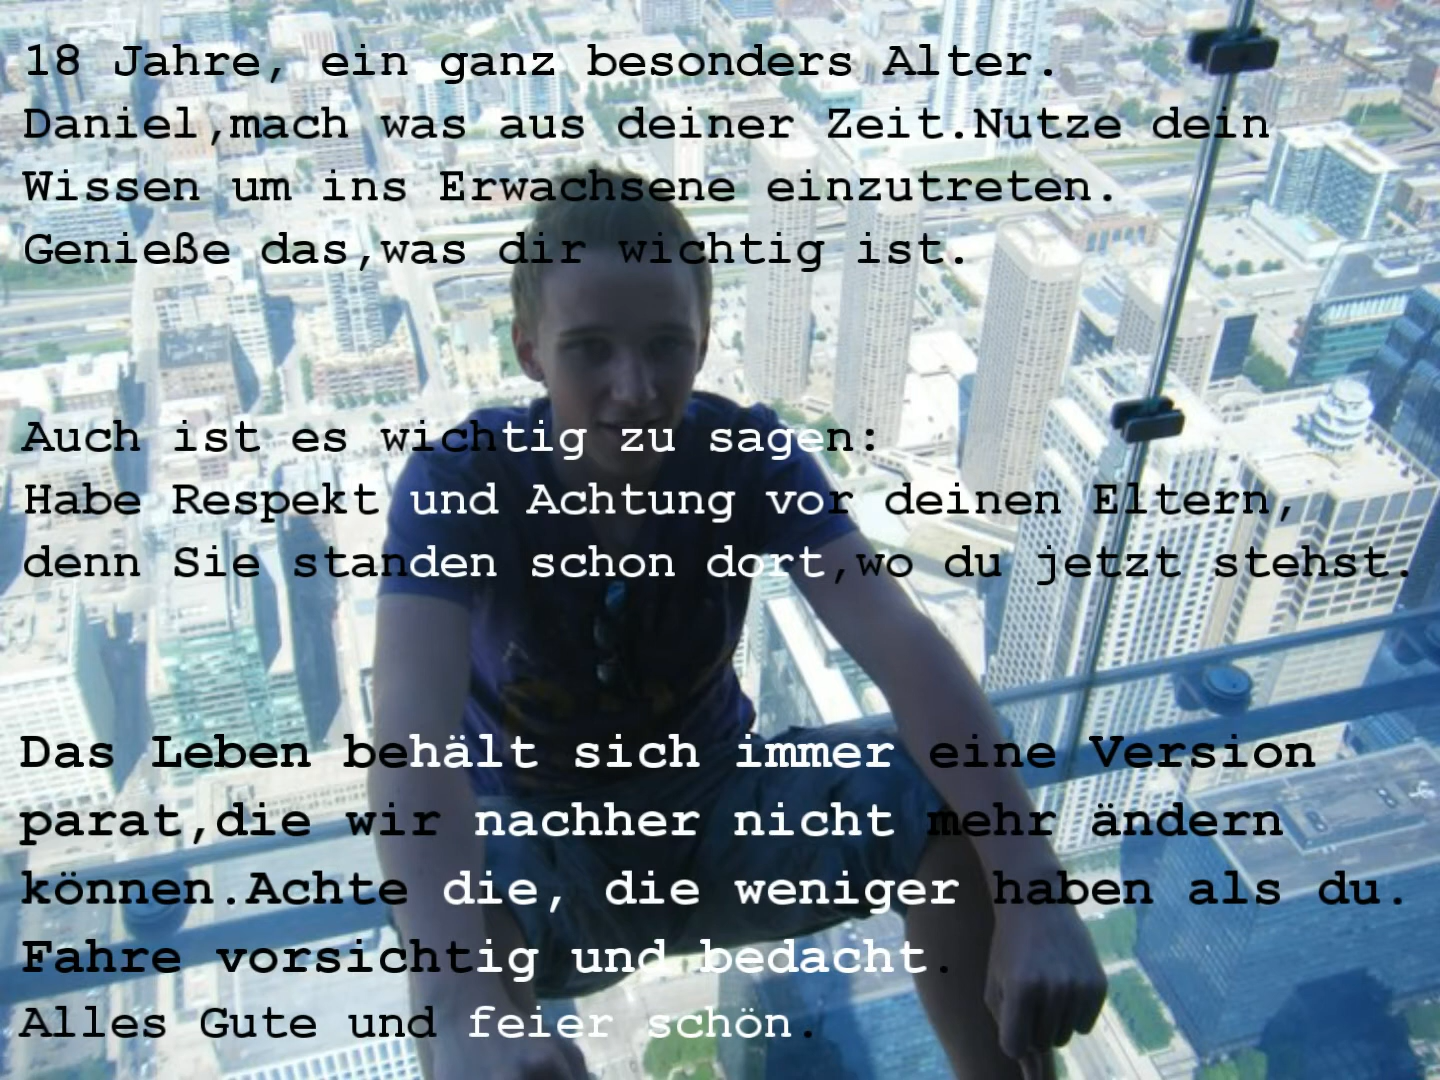 18 Jahre, ein ganz besonders Alter.
Daniel,mach was aus deiner Zeit.Nutze dein
Wissen um ins Erwachsene einzutreten.
Genieße das,was dir wichtig ist.
Auch ist es wichtig zu sagen:
Habe Respekt und Achtung vor deinen Eltern,
denn Sie standen schon dort,wo du jetzt stehst.
Das Leben behält sich immer eine Version
parat,die wir nachher nicht mehr ändern
können.Achte die, die weniger haben als du.
Fahre vorsichtig und bedacht.
Alles Gute und feier schön.